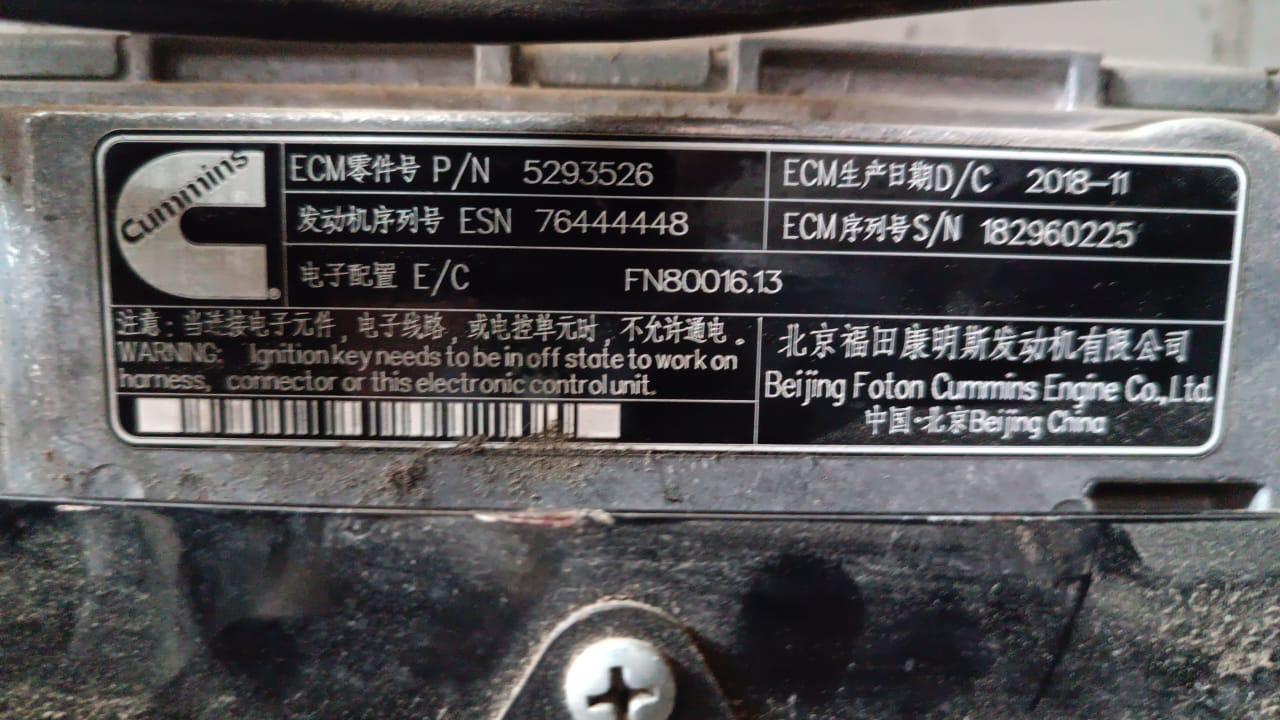 Cummins
ECM零件号 P/N 5293526
ECM生产日期D/C 2018-11
发动机序列号 ESN 76444448
ECM序列号S/N 182960225
电子配置 E/C FN80016.13
注意：当连接电子元件，电子线路，或电控单元时，不允许通电。
WARNING: Ignition key needs to be in off state to work on
harness, connector or this electronic control unit.
北京福田康明斯发动机有限公司
Beijing Foton Cummins Engine Co.,Ltd.
中国·北京Beijing China